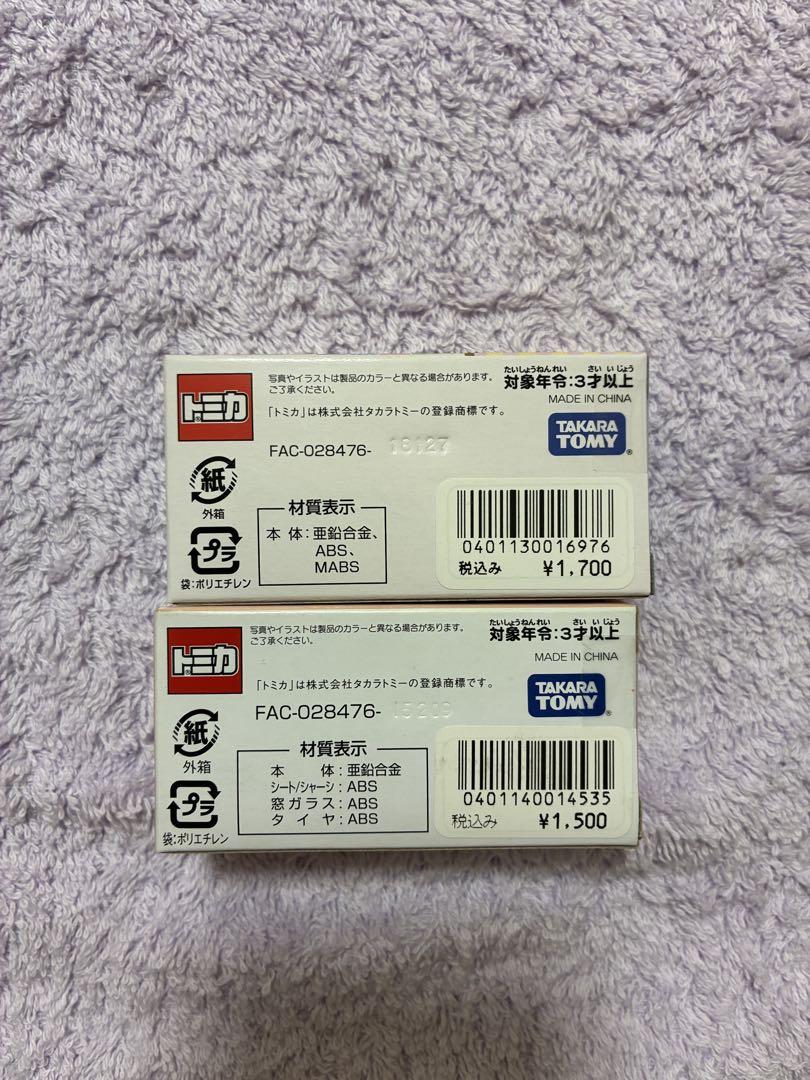 トミカ
®
写真やイラストは製品のカラーと異なる場合があります。
ご了承ください。
「トミカ」は株式会社タカラトミーの登録商標です。
FAC-028476- 16127
たいしょうねんれい さい いじょう
対象年令:3才以上
MADE IN CHINA
TAKARA
TOMY®
紙
外箱
プラ
袋:ポリエチレン
材質表示
本 体:亜鉛合金、
ABS、
MABS
0401130016976
税込み ¥1,700
トミカ
®
写真やイラストは製品のカラーと異なる場合があります。
ご了承ください。
「トミカ」は株式会社タカラトミーの登録商標です。
FAC-028476- 15209
たいしょうねんれい さい いじょう
対象年令:3才以上
MADE IN CHINA
TAKARA
TOMY®
紙
外箱
プラ
袋:ポリエチレン
材質表示
本 体:亜鉛合金
シート/シャーシ:ABS
窓ガラス:ABS
タイヤ:ABS
0401140014535
税込み ¥1,500